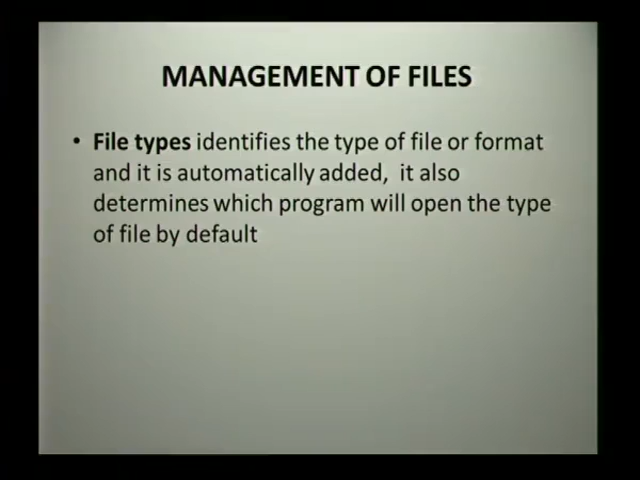 MANAGEMENT OF FILES
• File types identifies the type of file or format
and it is automatically added, it also
determines which program will open the type
of file by default